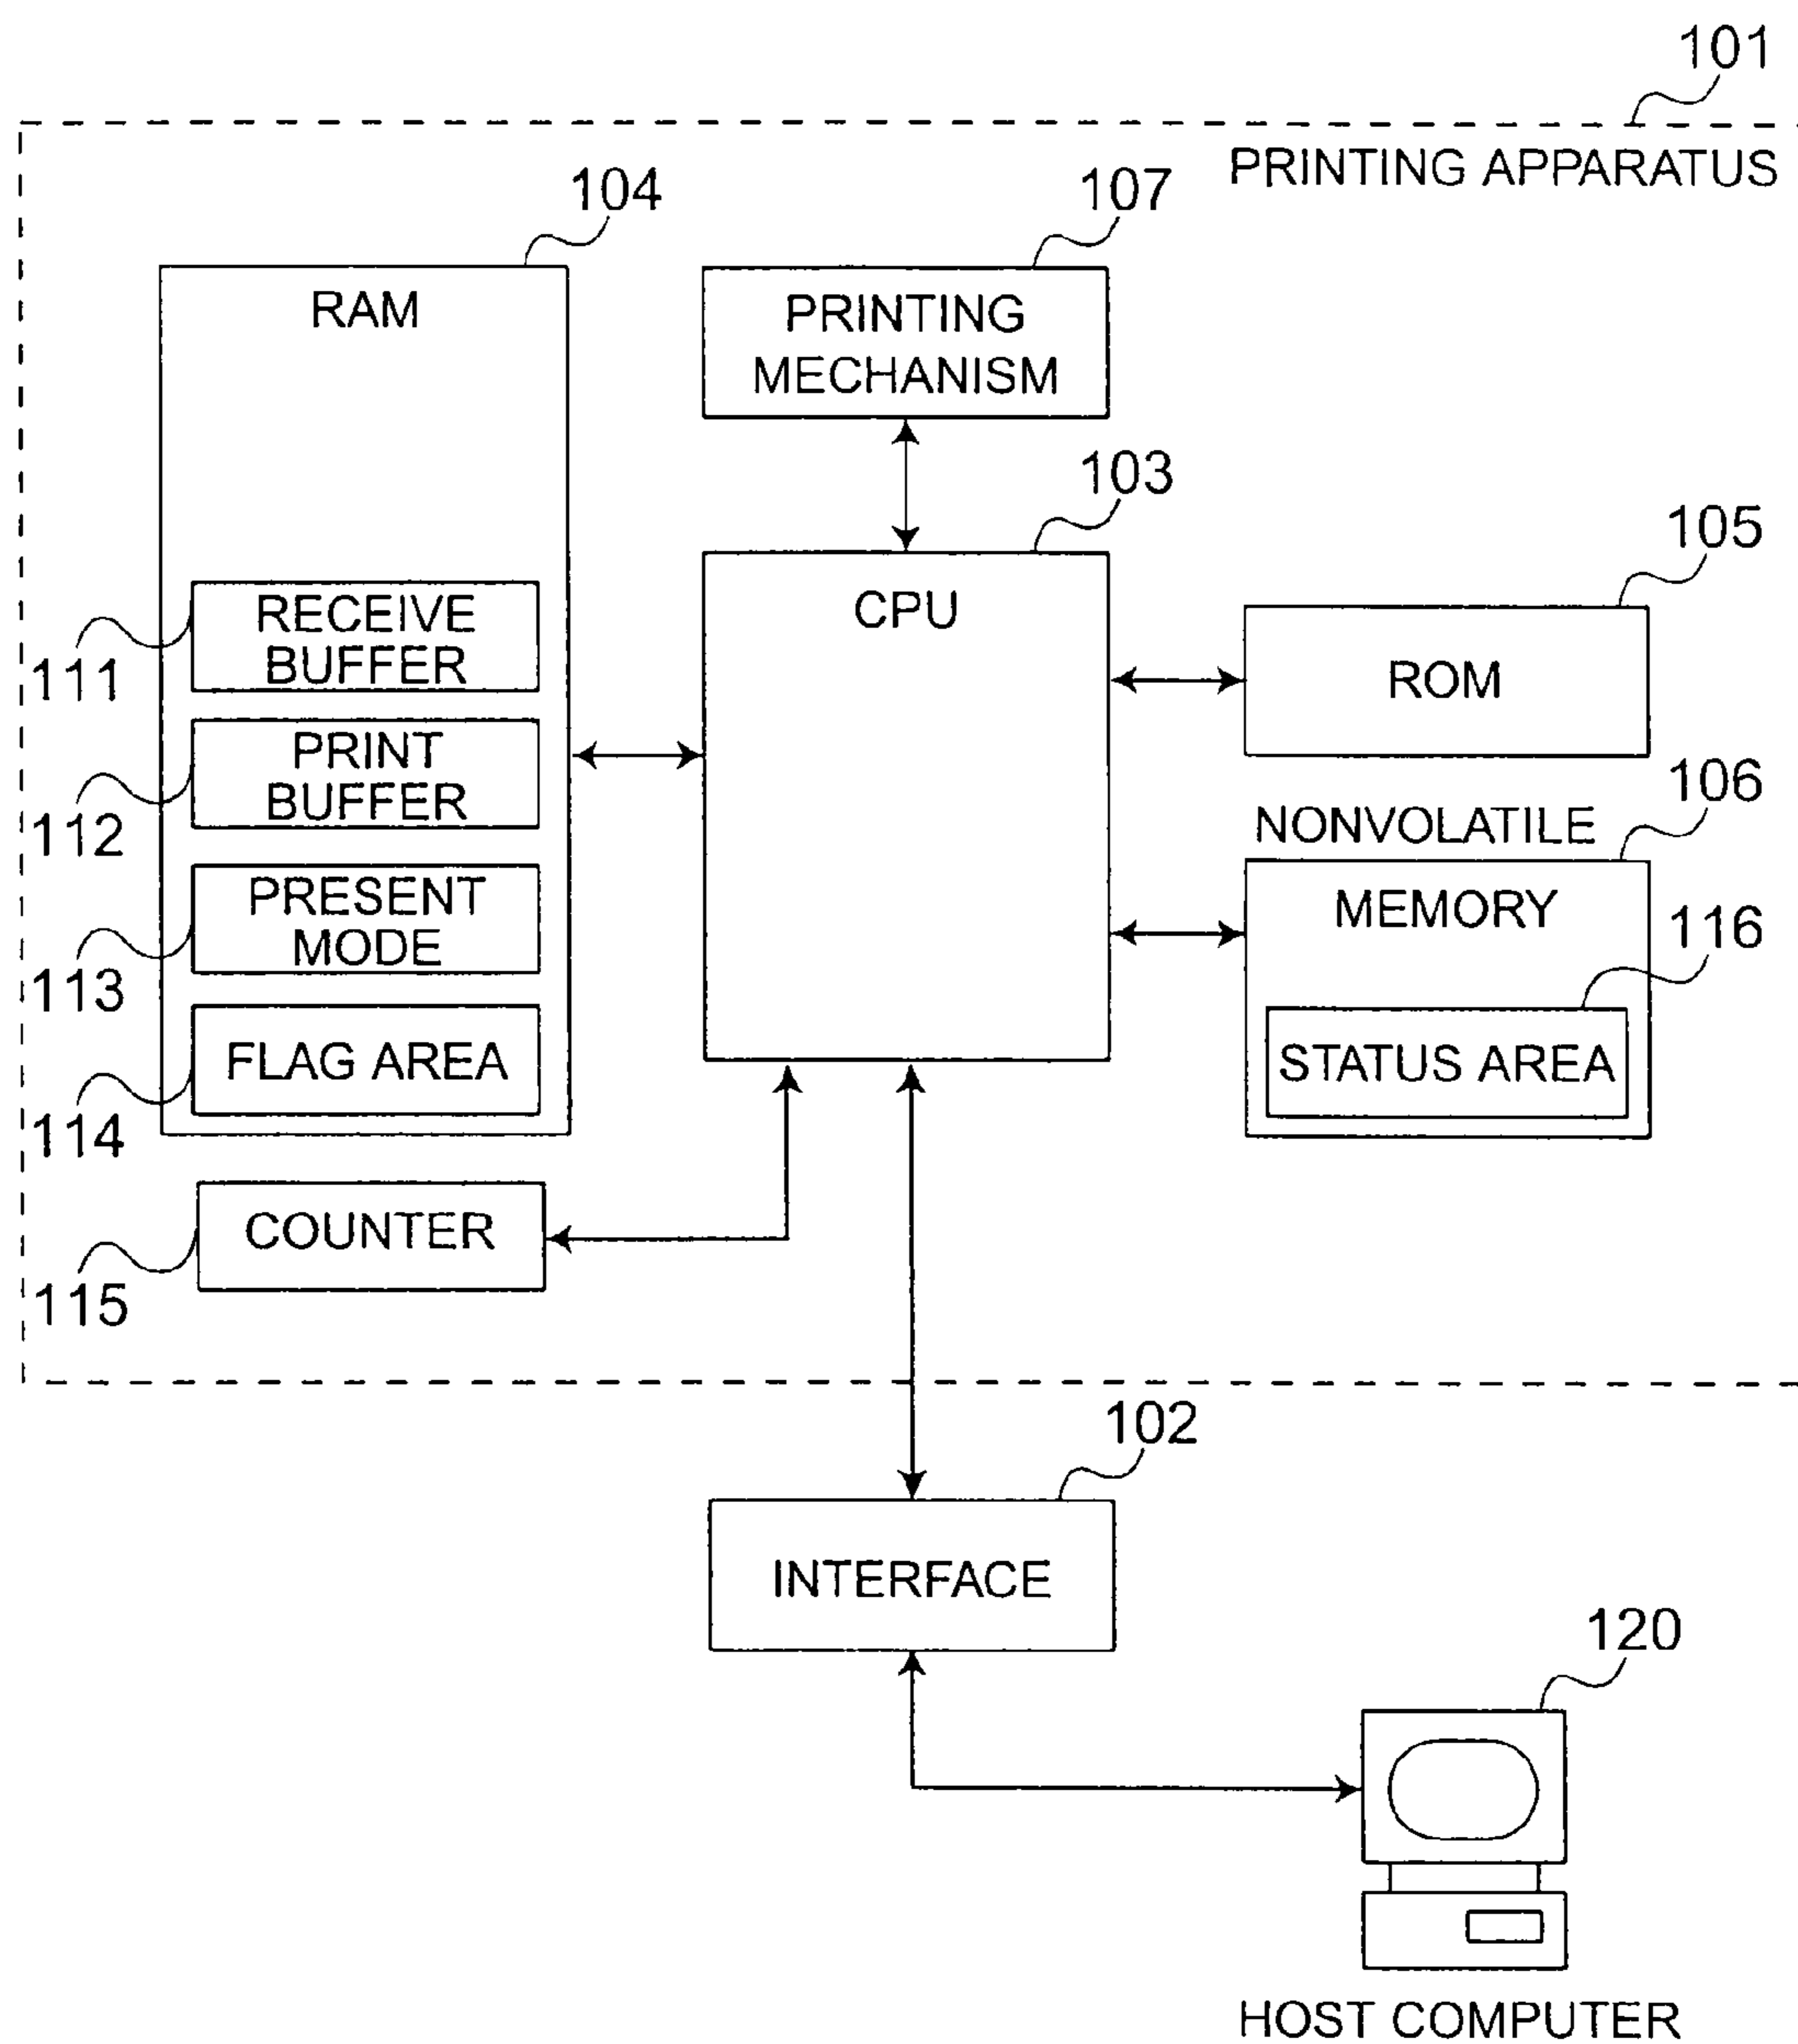 101
PRINTING APPARATUS
104
107
RAM
PRINTING
MECHANISM
103
105
CPU
RECEIVE
BUFFER
111
ROM
PRINT
BUFFER
112
106
NONVOLATILE
MEMORY
PRESENT
MODE
113
116
FLAG AREA
114
STATUS AREA
COUNTER
115
102
INTERFACE
120
HOST COMPUTER